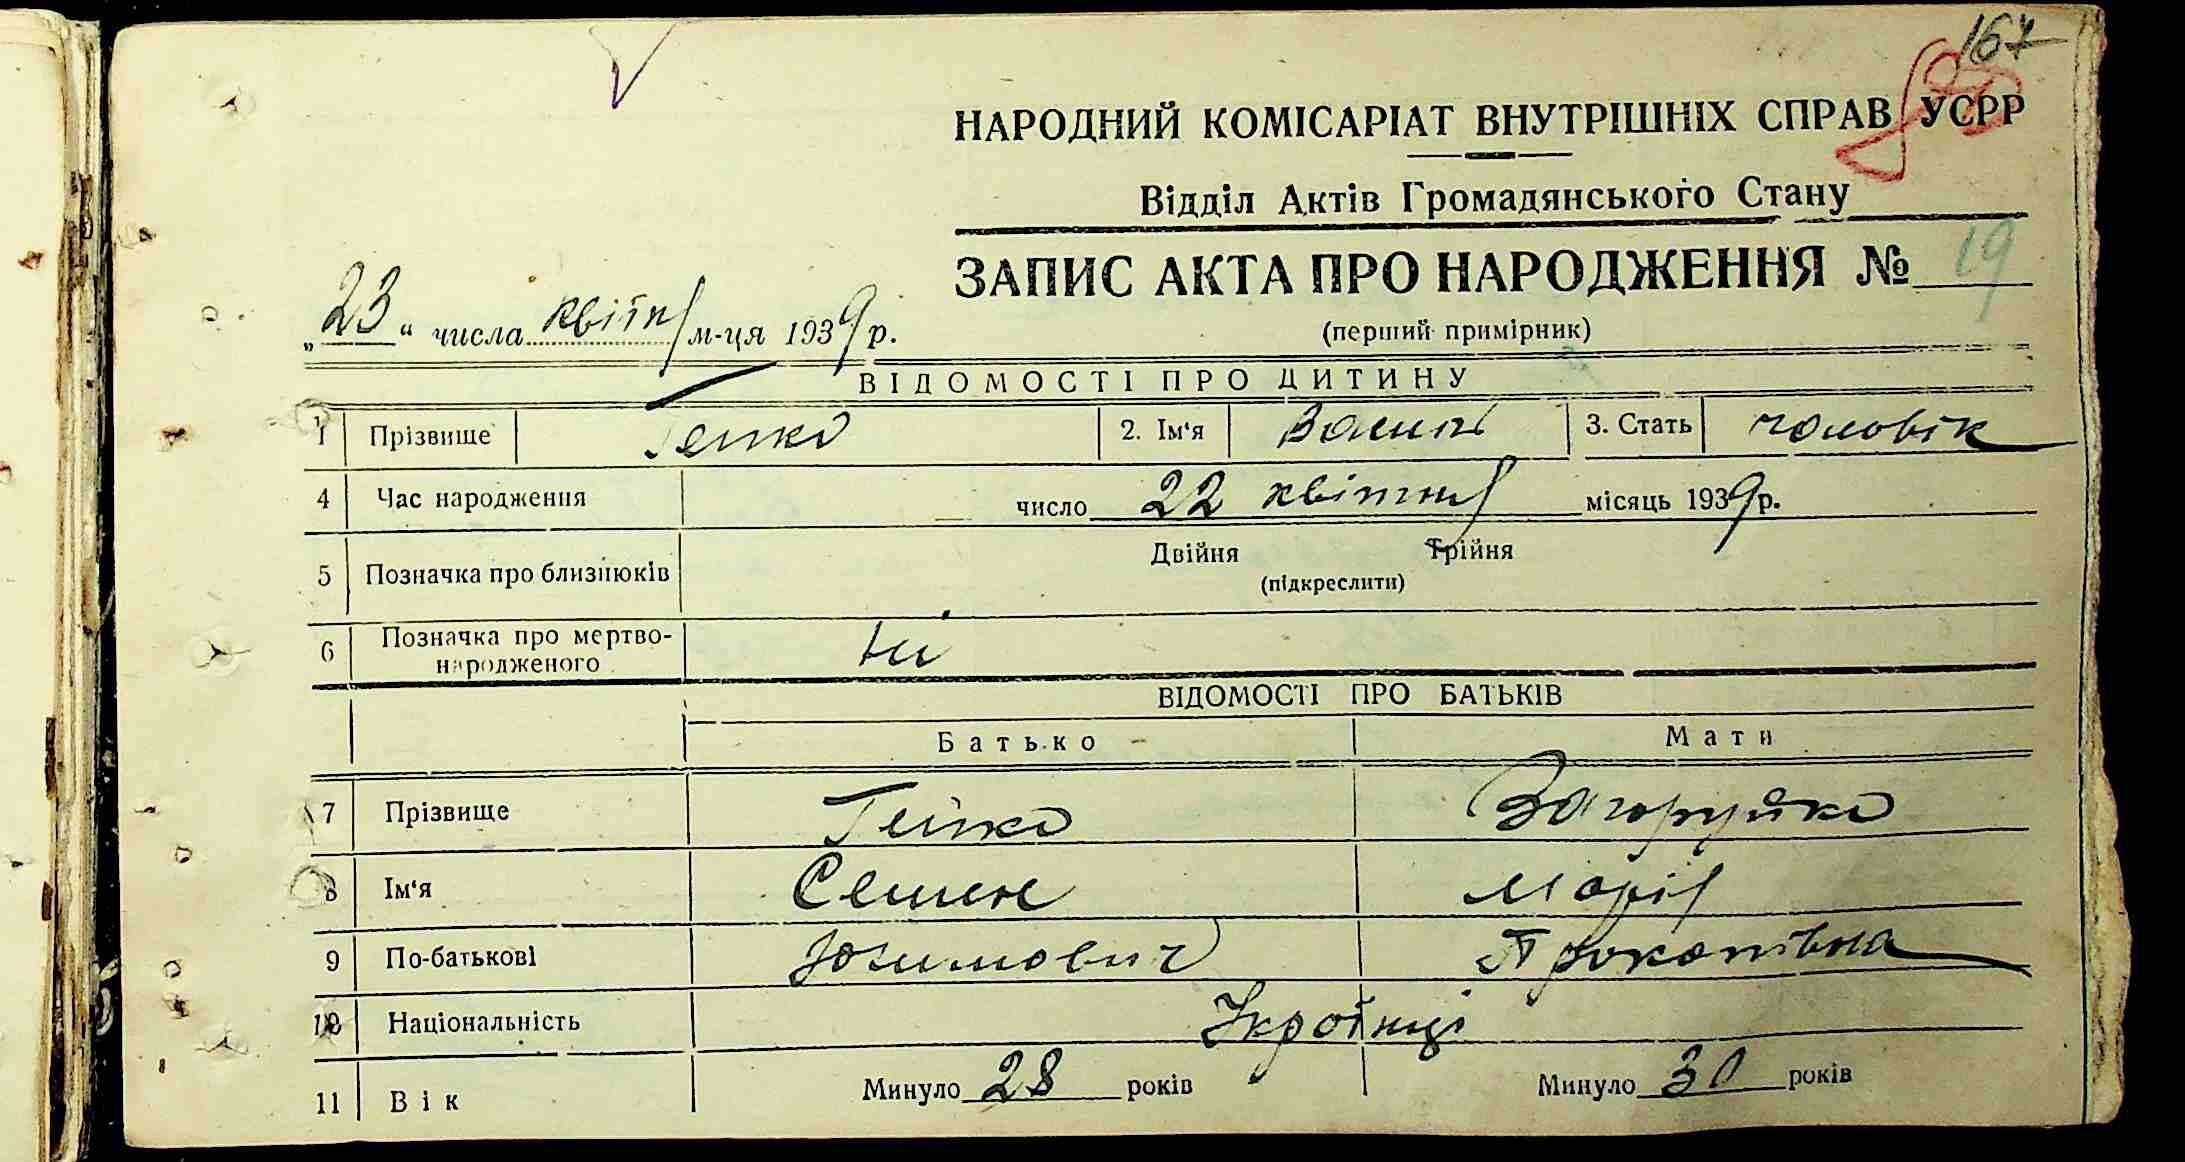 167
НАРОДНИЙ КОМІСАРІАТ ВНУТРІШНІХ СПРАВ УСРР
Відділ Актів Громадянського Стану
ЗАПИС АКТА ПРО НАРОДЖЕННЯ № 19
„23“ числа квітня м-ця 1939 р.
(перший примірник)
ВІДОМОСТІ ПРО ДИТИНУ
1 Прізвище Гейко 2. Ім‘я Василь 3. Стать чоловік
4 Час народження число 22 квітня місяць 1939 р.
5 Позначка про близнюків Двійня Трійня
(підкреслити)
6 Позначка про мертво-
народженого Ні
ВІДОМОСТІ ПРО БАТЬКІВ
Батько Мати
7 Прізвище Гейко Загоруйко
8 Ім‘я Семен Марія
9 По-батькові Юхимович Прокопівна
10 Національність Українці
11 Вік Минуло 28 років Минуло 30 років